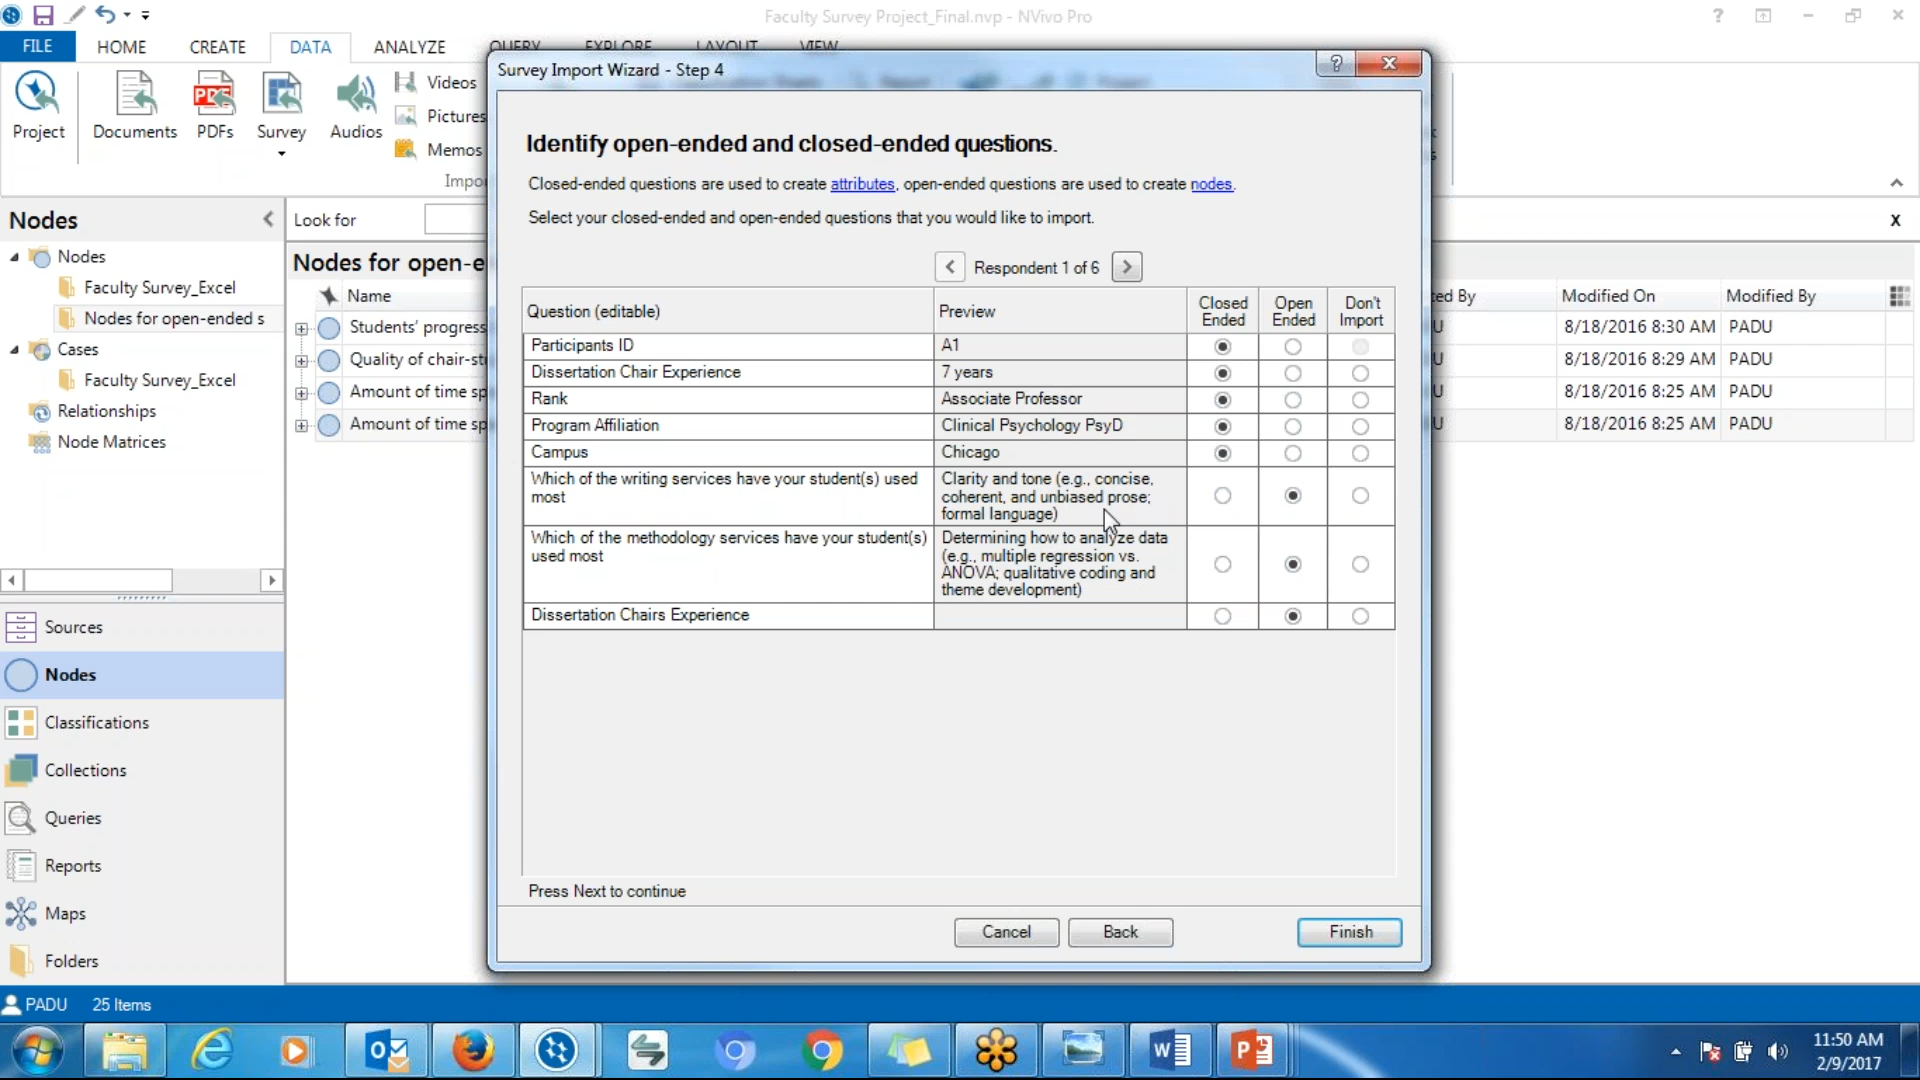 Faculty Survey Project_Final.nvp - NVivo Pro
FILE
HOME
CREATE
DATA
ANALYZE
QUERY
EXPLORE
LAYOUT
VIEW
Project
Documents
PDFs
Survey
Audios
Videos
Pictures
Memos
Survey Import Wizard - Step 4
Identify open-ended and closed-ended questions.
Closed-ended questions are used to create attributes, open-ended questions are used to create nodes.
Select your closed-ended and open-ended questions that you would like to import.
Respondent 1 of 6
Question (editable)
Preview
Closed
Ended
Open
Ended
Don't
Import
Participants ID
A1
Dissertation Chair Experience
7 years
Rank
Associate Professor
Program Affiliation
Clinical Psychology PsyD
Campus
Chicago
Which of the writing services have your student(s) used
most
Clarity and tone (e.g., concise,
coherent, and unbiased prose;
formal language)
Which of the methodology services have your student(s)
used most
Determining how to analyze data
(e.g., multiple regression vs.
ANOVA; qualitative coding and
theme development)
Dissertation Chairs Experience
Press Next to continue
Cancel
Back
Finish
Nodes
Nodes
Faculty Survey_Excel
Nodes for open-ended s
Cases
Faculty Survey_Excel
Relationships
Node Matrices
Sources
Nodes
Classifications
Collections
Queries
Reports
Maps
Folders
Look for
Nodes for open-e
Name
Students' progress
Quality of chair-stu
Amount of time sp
Amount of time sp
ed By
Modified On
Modified By
U
8/18/2016 8:30 AM
PADU
U
8/18/2016 8:29 AM
PADU
U
8/18/2016 8:25 AM
PADU
U
8/18/2016 8:25 AM
PADU
PADU
25 Items
11:50 AM
2/9/2017